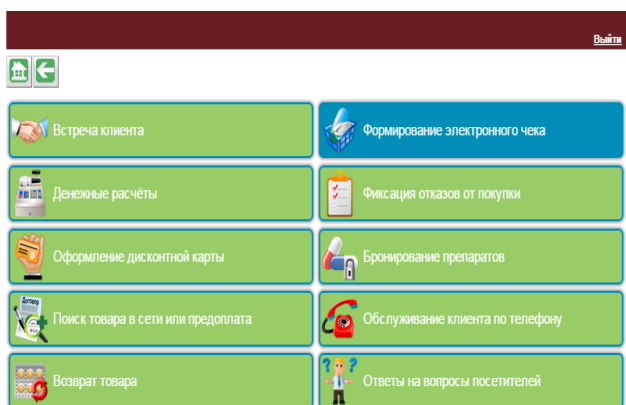 Выйти
Встреча клиента
Формирование электронного чека
Денежные расчёты
Фиксация отказов от покупки
Оформление дисконтной карты
Бронирование препаратов
Договор
Поиск товара в сети или предоплата
Обслуживание клиента по телефону
Возврат товара
? ?
Ответы на вопросы посетителей